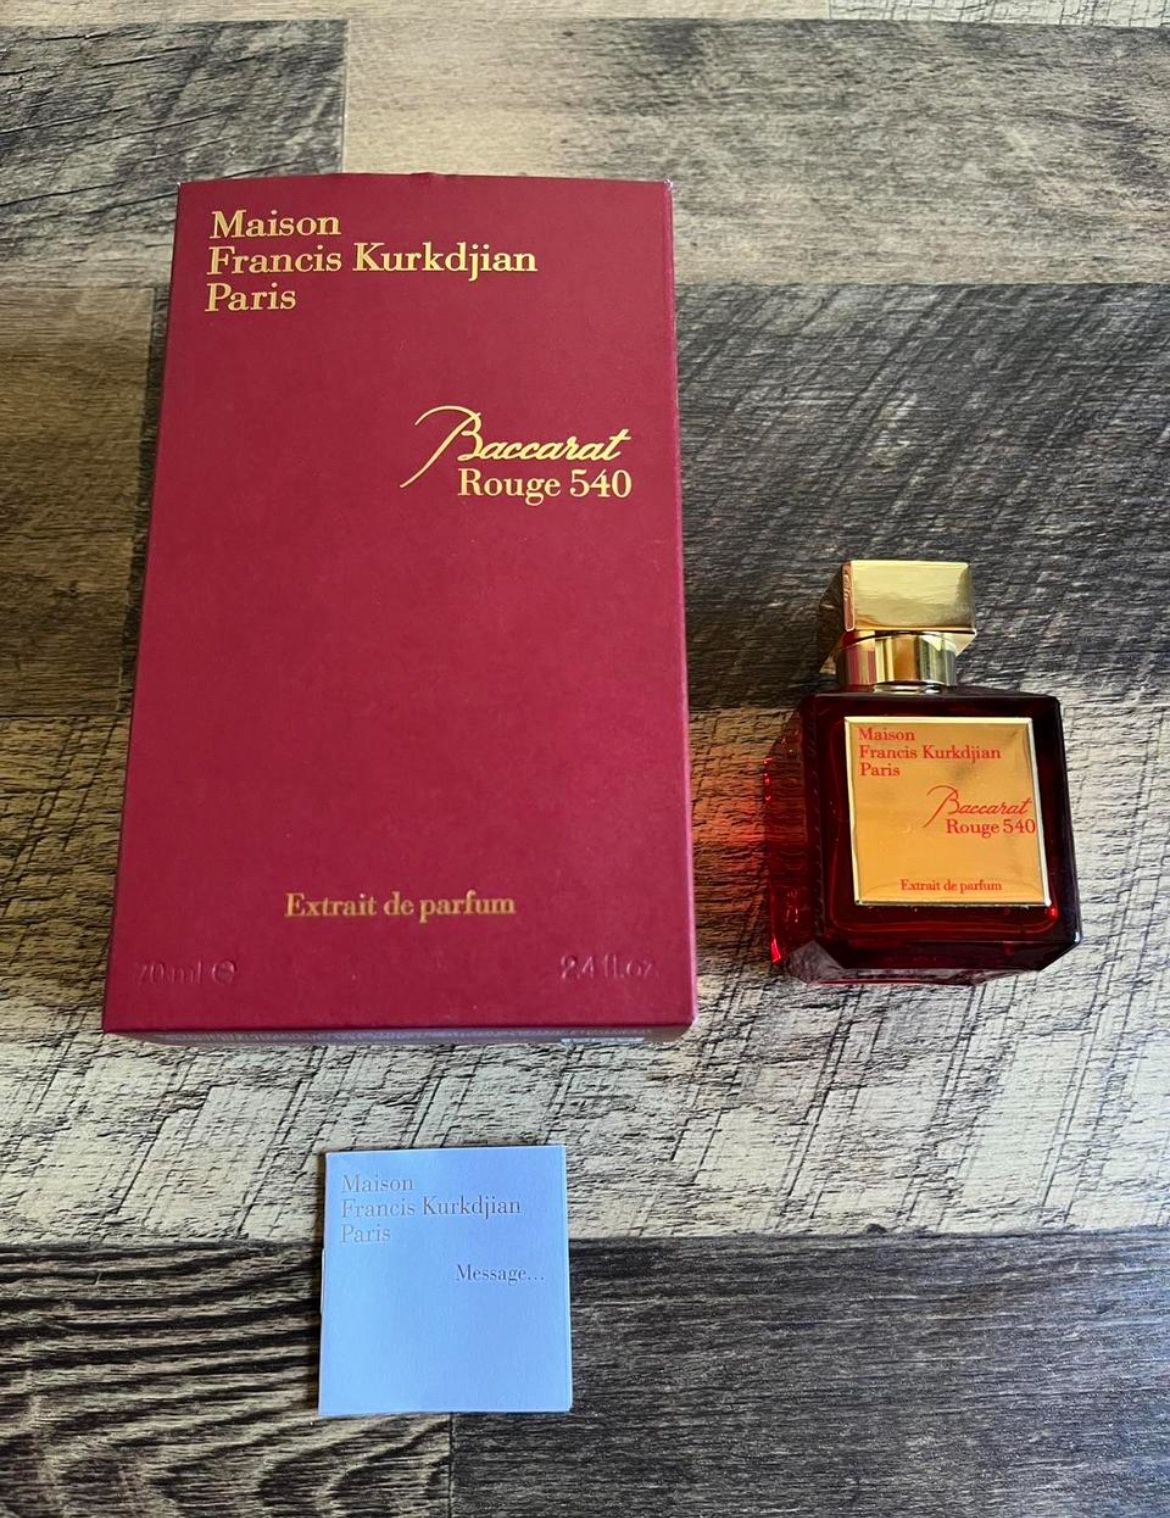 Maison
Francis Kurkdjian
Paris
Baccarat
Rouge 540
Extrait de parfum
70 ml ℮ 2.4 fl.oz.
Maison
Francis Kurkdjian
Paris
Baccarat
Rouge 540
Extrait de parfum
Maison
Francis Kurkdjian
Paris
Message...